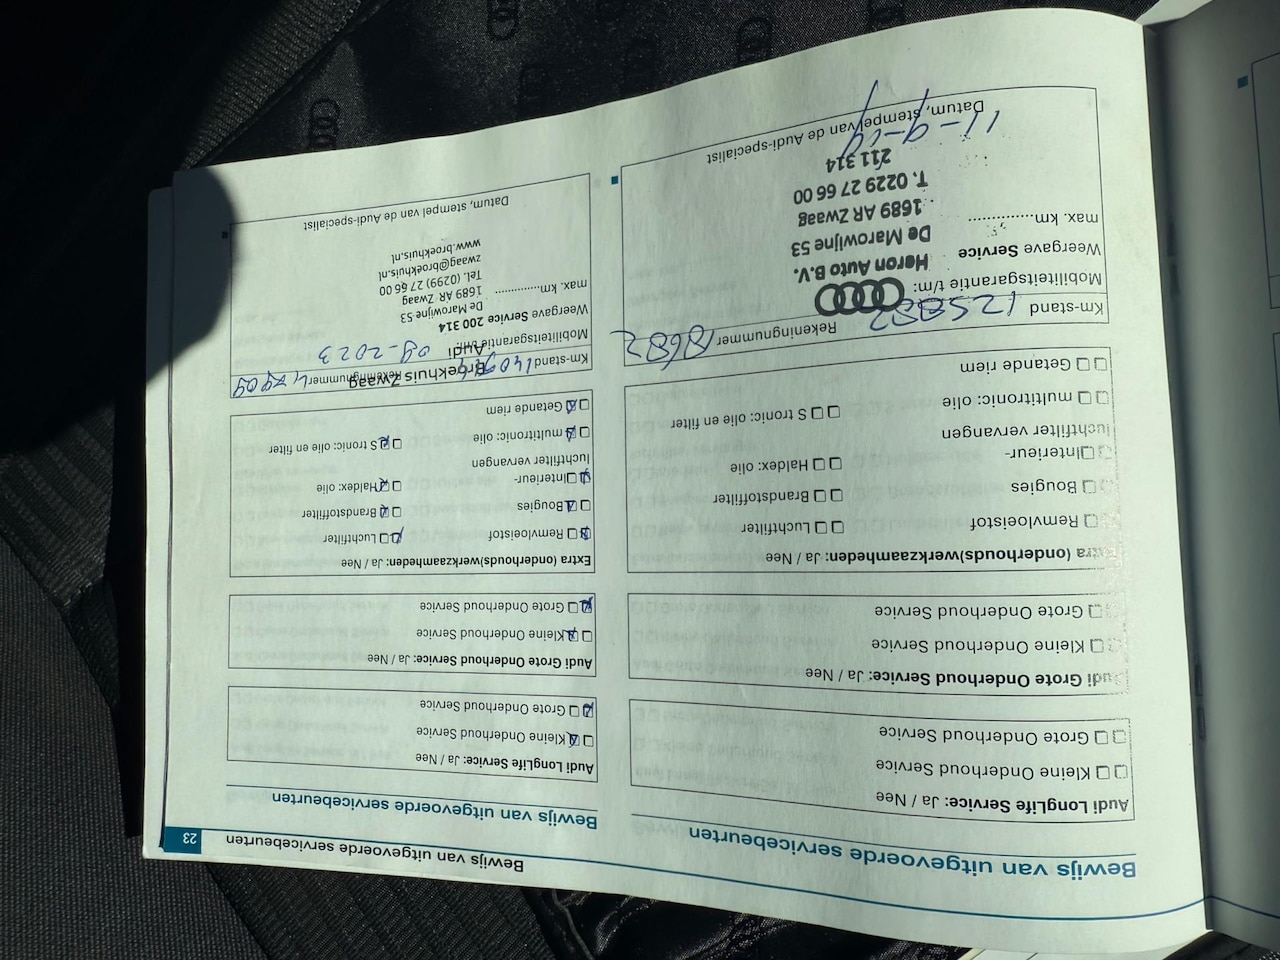 Bewijs van uitgevoerde servicebeurten
23
Bewijs van uitgevoerde servicebeurten
Audi LongLife Service: Ja / Nee
Kleine Onderhoud Service
Grote Onderhoud Service
Audi Grote Onderhoud Service: Ja / Nee
Kleine Onderhoud Service
Grote Onderhoud Service
Extra (onderhouds)werkzaamheden: Ja / Nee
Remvloeistof
Luchtfilter
Bougies
Brandstoffilter
Interieur-
luchtfilter vervangen
Haldex: olie
multitronic: olie
S tronic: olie en filter
Getande riem
Km-stand 125882
Rekeningnummer 18682
Mobiliteitsgarantie t/m:
Weergave Service
max. km..............
Heron Auto B.V.
De Marowijne 53
1689 AR Zwaag
T. 0229 27 66 00
211 314
11-9-19
Datum, stempel van de Audi-specialist
Bewijs van uitgevoerde servicebeurten
Audi LongLife Service: Ja / Nee
Kleine Onderhoud Service
Grote Onderhoud Service
Audi Grote Onderhoud Service: Ja / Nee
Kleine Onderhoud Service
Grote Onderhoud Service
Extra (onderhouds)werkzaamheden: Ja / Nee
Remvloeistof
Luchtfilter
Bougies
Brandstoffilter
Interieur-
luchtfilter vervangen
Haldex: olie
multitronic: olie
S tronic: olie en filter
Getande riem
Km-stand
Rekeningnummer
Broekhuis Zwaag
Audi
Mobiliteitsgarantie t/m:
09-2023
Weergave Service
200 314
max. km..............
De Marowijne 53
1689 AR Zwaag
Tel. (0299) 27 66 00
zwaag@broekhuis.nl
www.broekhuis.nl
Datum, stempel van de Audi-specialist